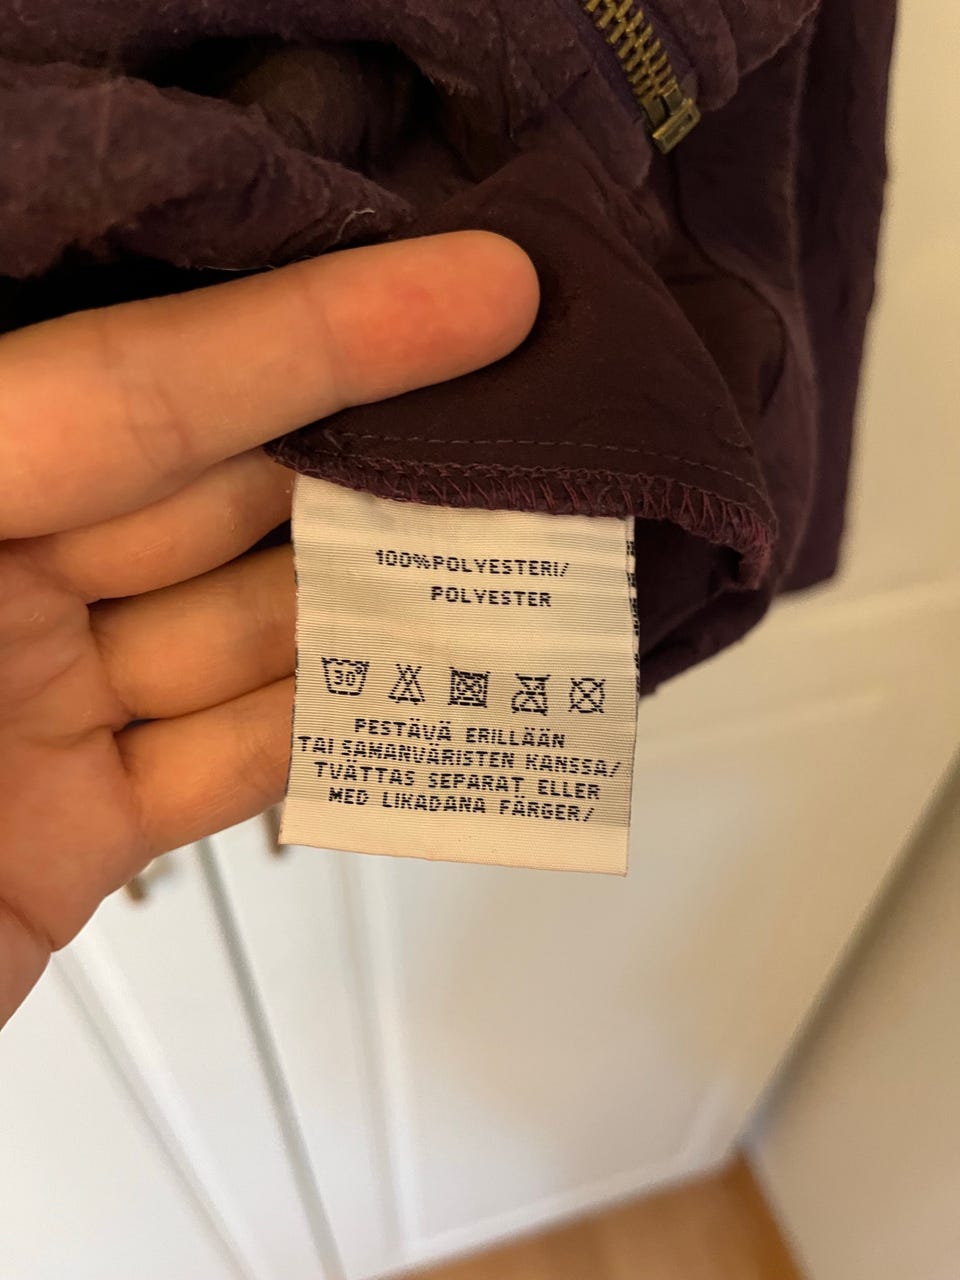 100%POLYESTERI/
POLYESTER
30°
PESTÄVÄ ERILLÄÄN
TAI SAMANVÄRISTEN KANSSA/
TVÄTTAS SEPARAT ELLER
MED LIKADANA FÄRGER/